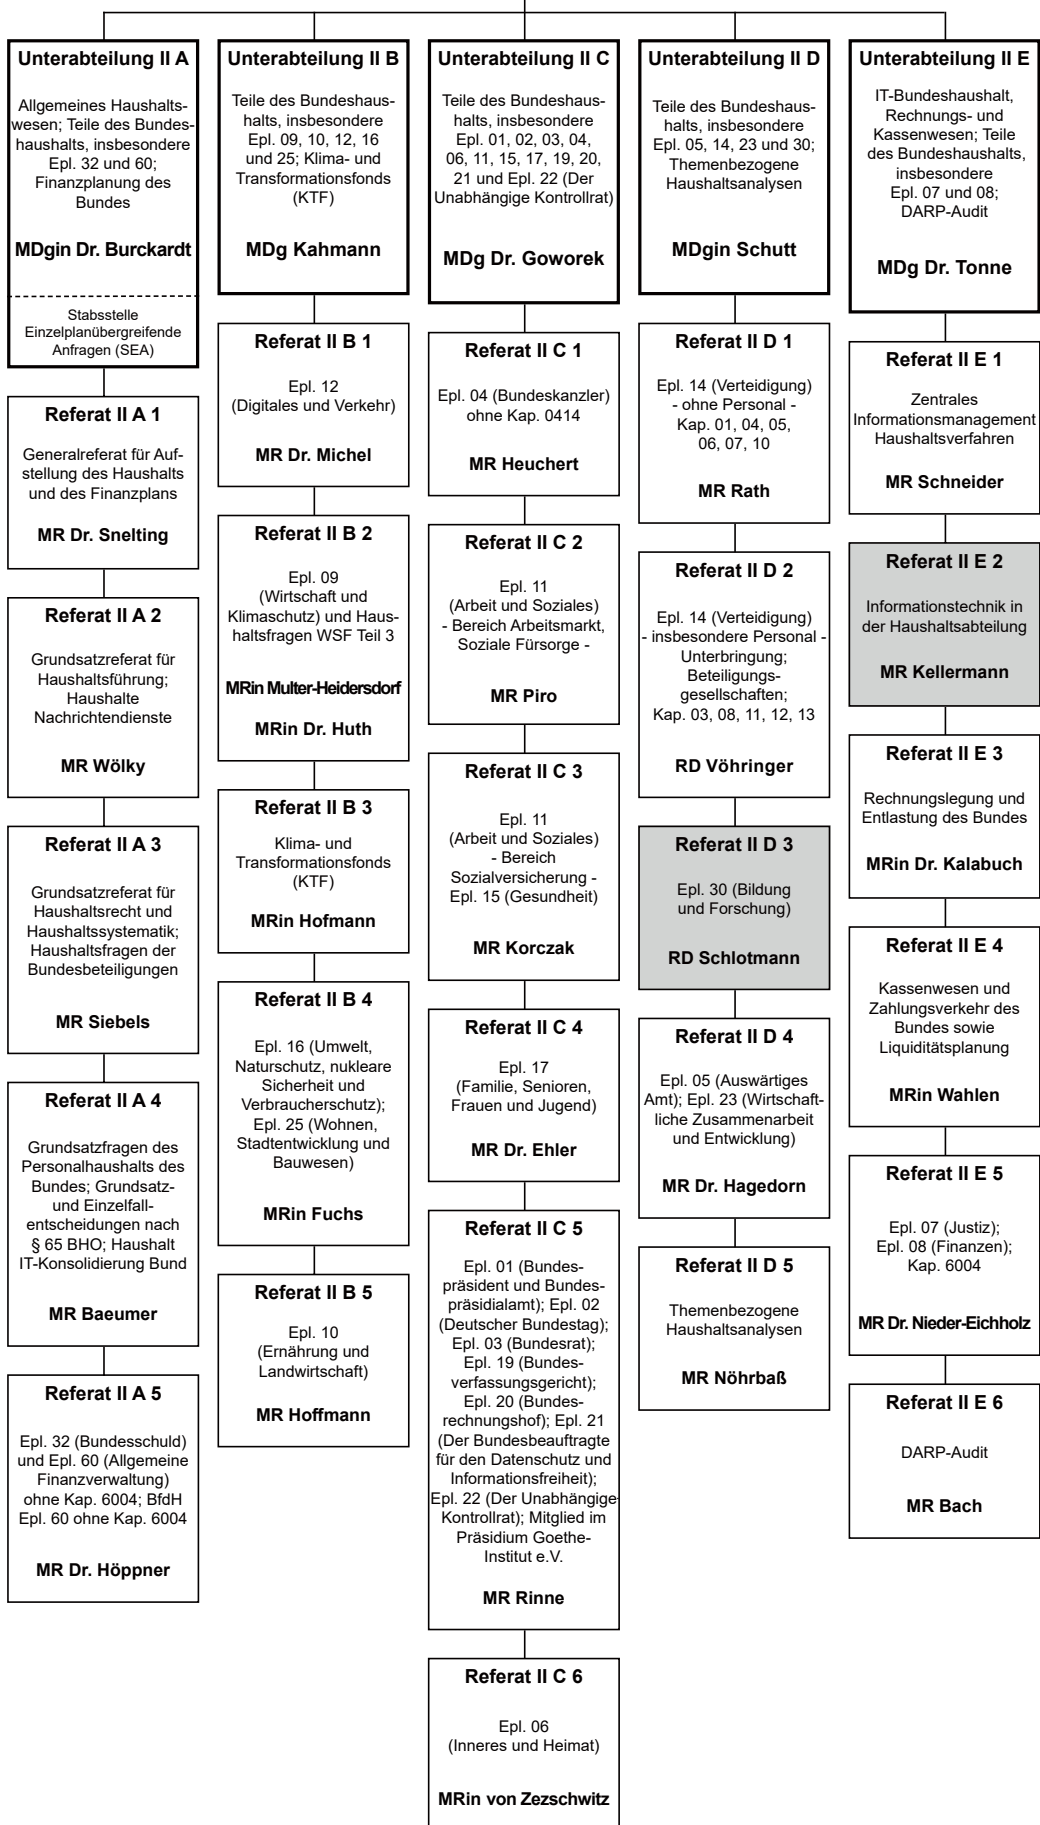 Unterabteilung II A
Allgemeines Haushalts-
wesen; Teile des Bundes-
haushalts, insbesondere
Epl. 32 und 60;
Finanzplanung des
Bundes
MDgin Dr. Burckardt
Stabsstelle
Einzelplanübergreifende
Anfragen (SEA)
Referat II A 1
Generalreferat für Auf-
stellung des Haushalts
und des Finanzplans
MR Dr. Snelting
Referat II A 2
Grundsatzreferat für
Haushaltsführung;
Haushalte
Nachrichtendienste
MR Wölky
Referat II A 3
Grundsatzreferat für
Haushaltsrecht und
Haushaltssystematik;
Haushaltsfragen der
Bundesbeteiligungen
MR Siebels
Referat II A 4
Grundsatzfragen des
Personalhaushalts des
Bundes; Grundsatz-
und Einzelfall-
entscheidungen nach
§ 65 BHO; Haushalt
IT-Konsolidierung Bund
MR Baeumer
Referat II A 5
Epl. 32 (Bundesschuld)
und Epl. 60 (Allgemeine
Finanzverwaltung)
ohne Kap. 6004; BfdH
Epl. 60 ohne Kap. 6004
MR Dr. Höppner
Unterabteilung II B
Teile des Bundeshaus-
halts, insbesondere
Epl. 09, 10, 12, 16
und 25; Klima- und
Transformationsfonds
(KTF)
MDg Kahmann
Referat II B 1
Epl. 12
(Digitales und Verkehr)
MR Dr. Michel
Referat II B 2
Epl. 09
(Wirtschaft und
Klimaschutz) und Haus-
haltsfragen WSF Teil 3
MRin Multer-Heidersdorf
MRin Dr. Huth
Referat II B 3
Klima- und
Transformationsfonds
(KTF)
MRin Hofmann
Referat II B 4
Epl. 16 (Umwelt,
Naturschutz, nukleare
Sicherheit und
Verbraucherschutz);
Epl. 25 (Wohnen,
Stadtentwicklung und
Bauwesen)
MRin Fuchs
Referat II B 5
Epl. 10
(Ernährung und
Landwirtschaft)
MR Hoffmann
Unterabteilung II C
Teile des Bundeshaus-
halts, insbesondere
Epl. 01, 02, 03, 04,
06, 11, 15, 17, 19, 20,
21 und Epl. 22 (Der
Unabhängige Kontrollrat)
MDg Dr. Goworek
Referat II C 1
Epl. 04 (Bundeskanzler)
ohne Kap. 0414
MR Heuchert
Referat II C 2
Epl. 11
(Arbeit und Soziales)
- Bereich Arbeitsmarkt,
Soziale Fürsorge -
MR Piro
Referat II C 3
Epl. 11
(Arbeit und Soziales)
- Bereich
Sozialversicherung -
Epl. 15 (Gesundheit)
MR Korczak
Referat II C 4
Epl. 17
(Familie, Senioren,
Frauen und Jugend)
MR Dr. Ehler
Referat II C 5
Epl. 01 (Bundes-
präsident und Bundes-
präsidialamt); Epl. 02
(Deutscher Bundestag);
Epl. 03 (Bundesrat);
Epl. 19 (Bundes-
verfassungsgericht);
Epl. 20 (Bundes-
rechnungshof); Epl. 21
(Der Bundesbeauftragte
für den Datenschutz und
Informationsfreiheit);
Epl. 22 (Der Unabhängige
Kontrollrat); Mitglied im
Präsidium Goethe-
Institut e.V.
MR Rinne
Referat II C 6
Epl. 06
(Inneres und Heimat)
MRin von Zezschwitz
Unterabteilung II D
Teile des Bundeshaus-
halts, insbesondere
Epl. 05, 14, 23 und 30;
Themenbezogene
Haushaltsanalysen
MDgin Schutt
Referat II D 1
Epl. 14 (Verteidigung)
- ohne Personal -
Kap. 01, 04, 05,
06, 07, 10
MR Rath
Referat II D 2
Epl. 14 (Verteidigung)
- insbesondere Personal -
Unterbringung;
Beteiligungs-
gesellschaften;
Kap. 03, 08, 11, 12, 13
RD Vöhringer
Referat II D 3
Epl. 30 (Bildung
und Forschung)
RD Schlotmann
Referat II D 4
Epl. 05 (Auswärtiges
Amt); Epl. 23 (Wirtschaft-
liche Zusammenarbeit
und Entwicklung)
MR Dr. Hagedorn
Referat II D 5
Themenbezogene
Haushaltsanalysen
MR Nöhrbaß
Unterabteilung II E
IT-Bundeshaushalt,
Rechnungs- und
Kassenwesen; Teile
des Bundeshaushalts,
insbesondere
Epl. 07 und 08;
DARP-Audit
MDg Dr. Tonne
Referat II E 1
Zentrales
Informationsmanagement
Haushaltsverfahren
MR Schneider
Referat II E 2
Informationstechnik in
der Haushaltsabteilung
MR Kellermann
Referat II E 3
Rechnungslegung und
Entlastung des Bundes
MRin Dr. Kalabuch
Referat II E 4
Kassenwesen und
Zahlungsverkehr des
Bundes sowie
Liquiditätsplanung
MRin Wahlen
Referat II E 5
Epl. 07 (Justiz);
Epl. 08 (Finanzen);
Kap. 6004
MR Dr. Nieder-Eichholz
Referat II E 6
DARP-Audit
MR Bach